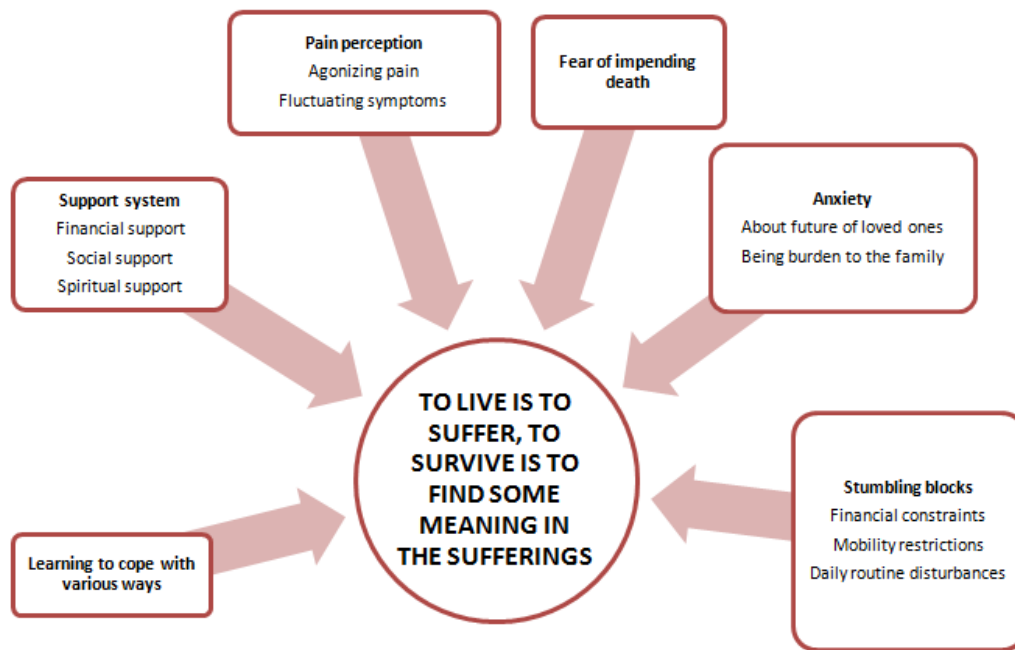 Pain perception
Agonizing pain
Fluctuating symptoms
Fear of impending
death
Support system
Financial support
Social support
Spiritual support
Anxiety
About future of loved ones
Being burden to the family
TO LIVE IS TO
SUFFER, TO
SURVIVE IS TO
FIND SOME
MEANING IN
THE SUFFERINGS
Stumbling blocks
Financial constraints
Mobility restrictions
Daily routine disturbances
Learning to cope with
various ways